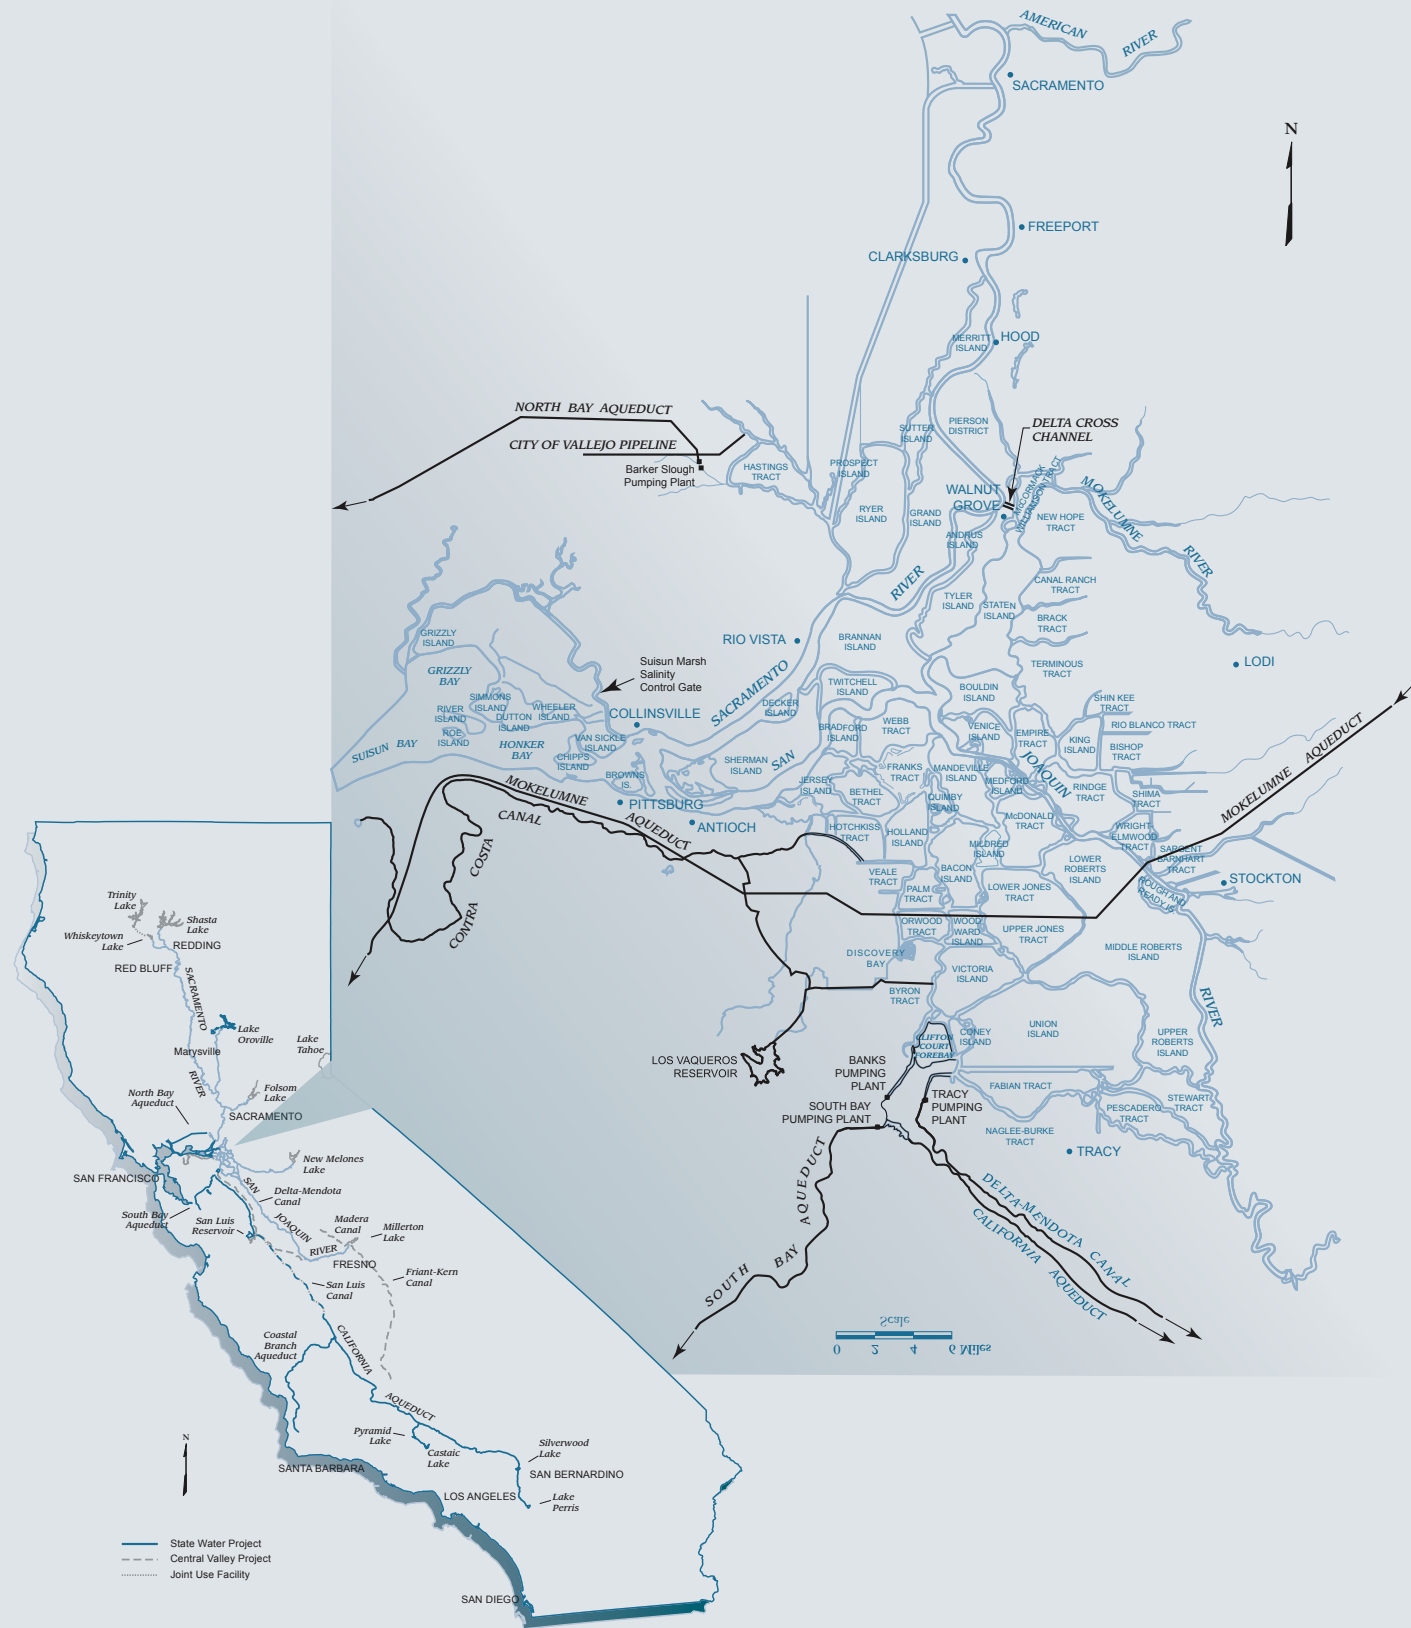 AMERICAN
RIVER
SACRAMENTO
N
FREEPORT
CLARKSBURG
HOOD
MERRITT
ISLAND
NORTH BAY AQUEDUCT
CITY OF VALLEJO PIPELINE
Barker Slough
Pumping Plant
HASTINGS
TRACT
PROSPECT
ISLAND
SUTTER
ISLAND
PIERSON
DISTRICT
DELTA CROSS
CHANNEL
RYER
ISLAND
GRAND
ISLAND
WALNUT
GROVE
ANDRUS
ISLAND
McCORMACK
WILLIAMSON TRACT
NEW HOPE
TRACT
MOKELUMNE
RIVER
CANAL RANCH
TRACT
BRACK
TRACT
TERMINOUS
TRACT
LODI
RIVER
TYLER
ISLAND
STATEN
ISLAND
BRANNAN
ISLAND
RIO VISTA
GRIZZLY
ISLAND
GRIZZLY
BAY
SIMMONS
ISLAND
RIVER
ISLAND
ROE
ISLAND
DUTTON
ISLAND
WHEELER
ISLAND
HONKER
BAY
SUISUN BAY
VAN SICKLE
ISLAND
CHIPPS
ISLAND
BROWNS
IS.
Suisun Marsh
Salinity
Control Gate
COLLINSVILLE
SACRAMENTO
TWITCHELL
ISLAND
DECKER
ISLAND
BRADFORD
ISLAND
WEBB
TRACT
BOULDIN
ISLAND
VENICE
ISLAND
EMPIRE
TRACT
KING
ISLAND
SHIN KEE
TRACT
RIO BLANCO TRACT
BISHOP
TRACT
SHERMAN
ISLAND
SAN
JOAQUIN
JERSEY
ISLAND
BETHEL
TRACT
FRANKS
TRACT
MANDEVILLE
ISLAND
MEDFORD
ISLAND
QUIMBY
ISLAND
RINDGE
TRACT
SHIMA
TRACT
MOKELUMNE AQUEDUCT
PITTSBURG
ANTIOCH
MOKELUMNE
AQUEDUCT
CONTRA
COSTA
CANAL
HOTCHKISS
TRACT
HOLLAND
ISLAND
McDONALD
TRACT
MILDRED
ISLAND
WRIGHT-
ELMWOOD
TRACT
SARGENT
BARNHART
TRACT
STOCKTON
ROUGH AND
READY IS.
VEALE
TRACT
PALM
TRACT
BACON
ISLAND
LOWER JONES
TRACT
LOWER
ROBERTS
ISLAND
ORWOOD
TRACT
WOOD
WARD
ISLAND
UPPER JONES
TRACT
MIDDLE ROBERTS
ISLAND
DISCOVERY
BAY
VICTORIA
ISLAND
BYRON
TRACT
RIVER
CLIFTON
COURT
FOREBAY
CONEY
ISLAND
UNION
ISLAND
UPPER
ROBERTS
ISLAND
LOS VAQUEROS
RESERVOIR
BANKS
PUMPING
PLANT
SOUTH BAY
PUMPING PLANT
TRACY
PUMPING
PLANT
FABIAN TRACT
NAGLEE-BURKE
TRACT
PESCADERO
TRACT
STEWART
TRACT
TRACY
SOUTH BAY AQUEDUCT
DELTA-MENDOTA CANAL
CALIFORNIA AQUEDUCT
Scale
0 2 4 6 Miles
Trinity
Lake
Shasta
Lake
Whiskeytown
Lake
REDDING
RED BLUFF
SACRAMENTO
RIVER
Lake
Oroville
Marysville
Lake
Tahoe
North Bay
Aqueduct
Folsom
Lake
SACRAMENTO
New Melones
Lake
SAN FRANCISCO
South Bay
Aqueduct
San Luis
Reservoir
SAN
JOAQUIN
RIVER
Delta-Mendota
Canal
Madera
Canal
Millerton
Lake
FRESNO
San Luis
Canal
Friant-Kern
Canal
Coastal
Branch
Aqueduct
CALIFORNIA
AQUEDUCT
Pyramid
Lake
Castaic
Lake
Silverwood
Lake
SAN BERNARDINO
SANTA BARBARA
LOS ANGELES
Lake
Perris
SAN DIEGO
N
State Water Project
Central Valley Project
Joint Use Facility